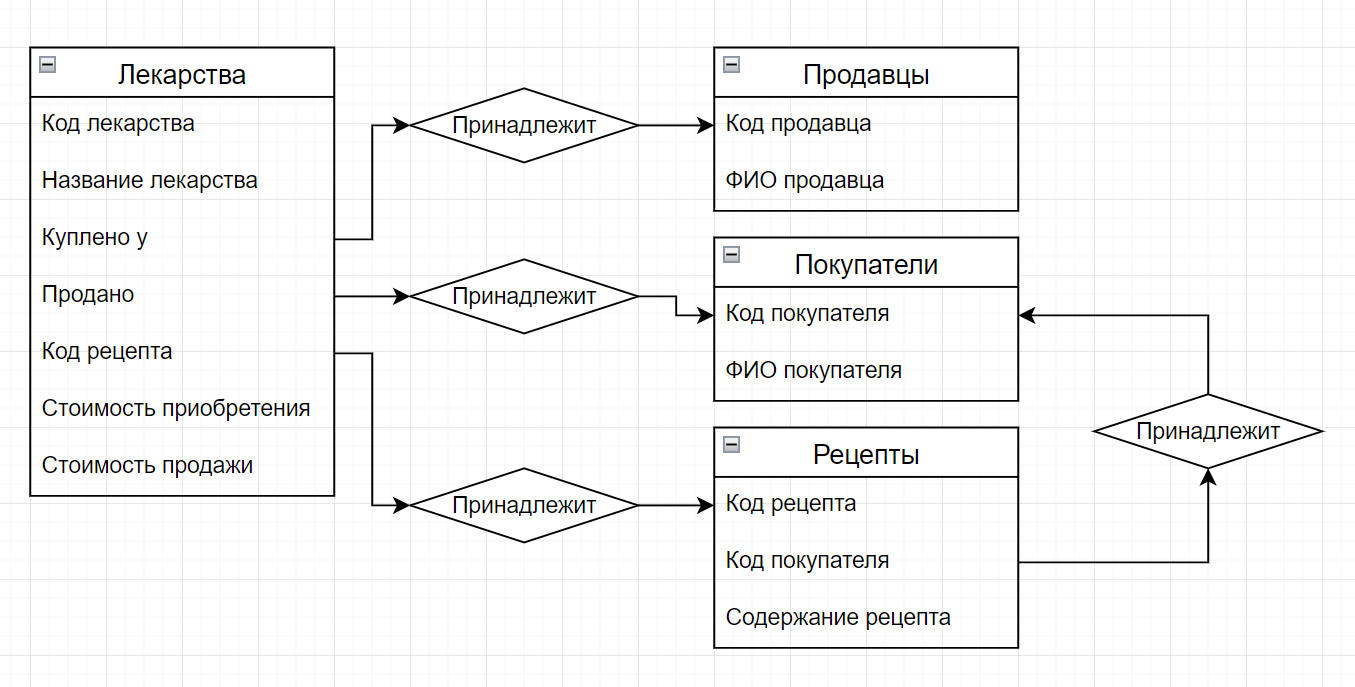 Лекарства
Код лекарства
Название лекарства
Куплено у
Продано
Код рецепта
Стоимость приобретения
Стоимость продажи
Принадлежит
Принадлежит
Принадлежит
Продавцы
Код продавца
ФИО продавца
Покупатели
Код покупателя
ФИО покупателя
Рецепты
Код рецепта
Код покупателя
Содержание рецепта
Принадлежит